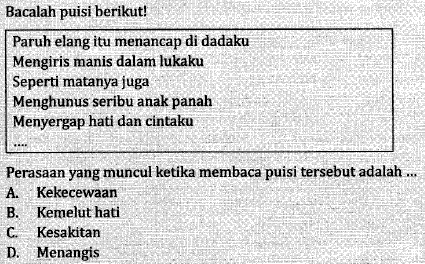 Bacalah puisi berikut!
Paruh elang itu menancap di dadaku
Mengiris manis dalam lukaku
Seperti matanya juga
Menghunus seribu anak panah
Menyergap hati dan cintaku
....
Perasaan yang muncul ketika membaca puisi tersebut adalah ...
A. Kekecewaan
B. Kemelut hati
C. Kesakitan
D. Menangis